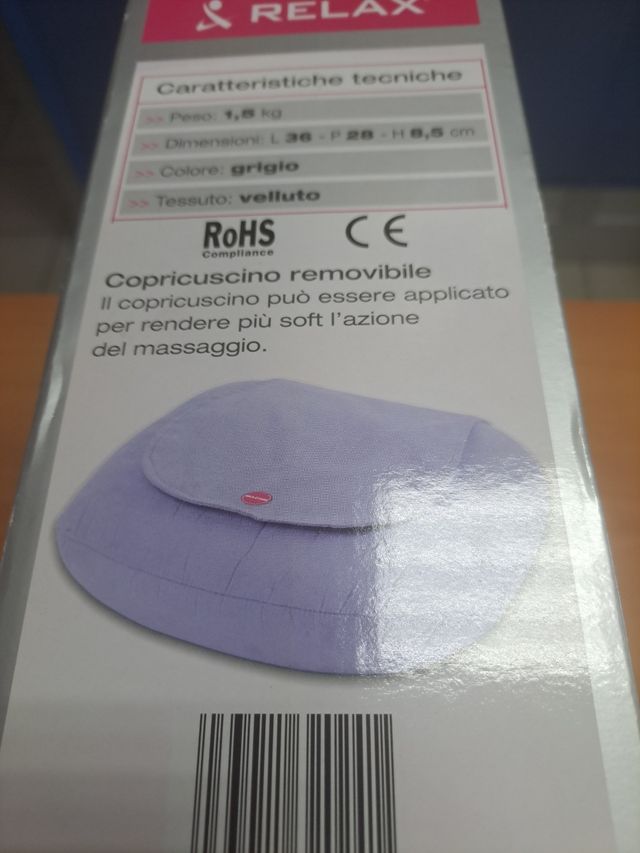 & RELAX
Caratteristiche tecniche
>> Peso: 1,5 kg
>> Dimensioni: L 36 - P 28 - H 8,5 cm
>> Colore: grigio
>> Tessuto: velluto
RoHS
Compliance
CE
Copricuscino removibile
Il copricuscino può essere applicato
per rendere più soft l'azione
del massaggio.